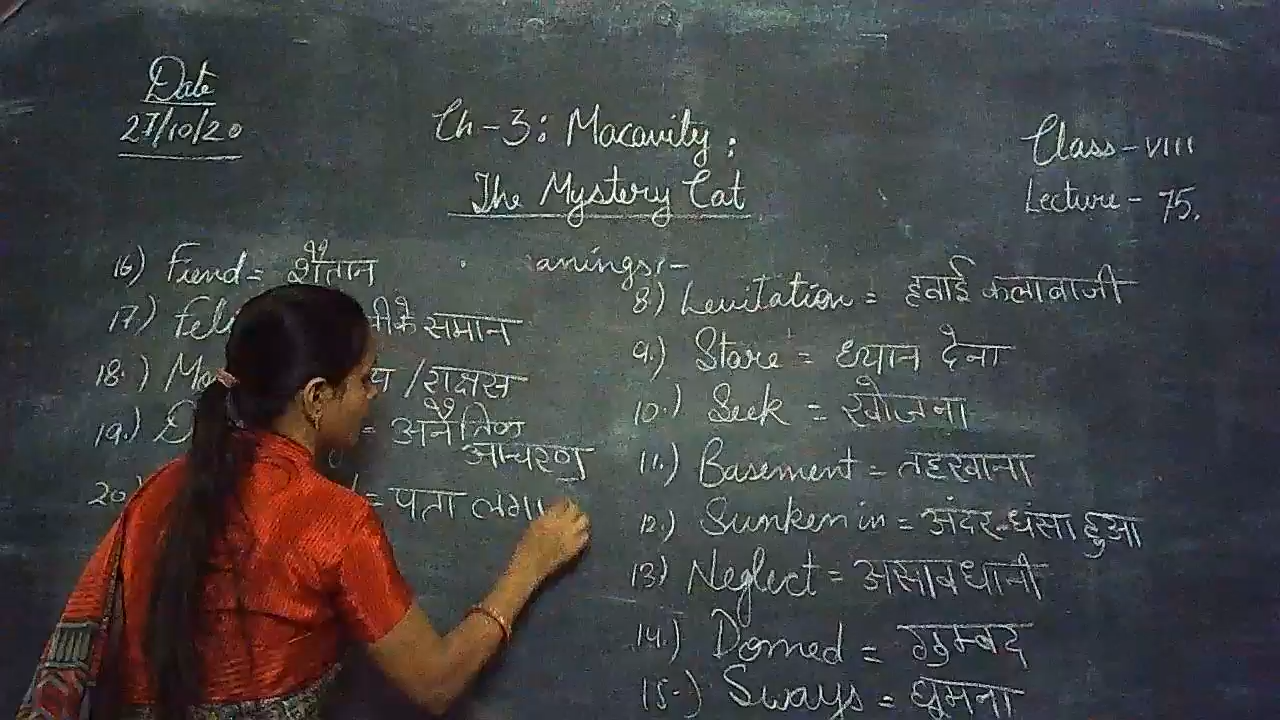 Date
27/10/20
Ch-3: Macavity:
The Mystery Cat
Class-VIII
Lecture-75.
anings:-
16) Fiend = शैतान
17.) Feli के समान
18.) Mo / राक्षस
19.) D = अनैतिक
आचरण
20 = पता लगा
8.) Levitation = हवाई कलाबाजी
9.) Stare = ध्यान देना
10.) Seek = खोजना
11.) Basement = तहखाना
12.) Sunken in = अंदर-धंसा हुआ
13) Neglect = असावधानी
14.) Domed = गुम्बद
15.) Sways = घुमना